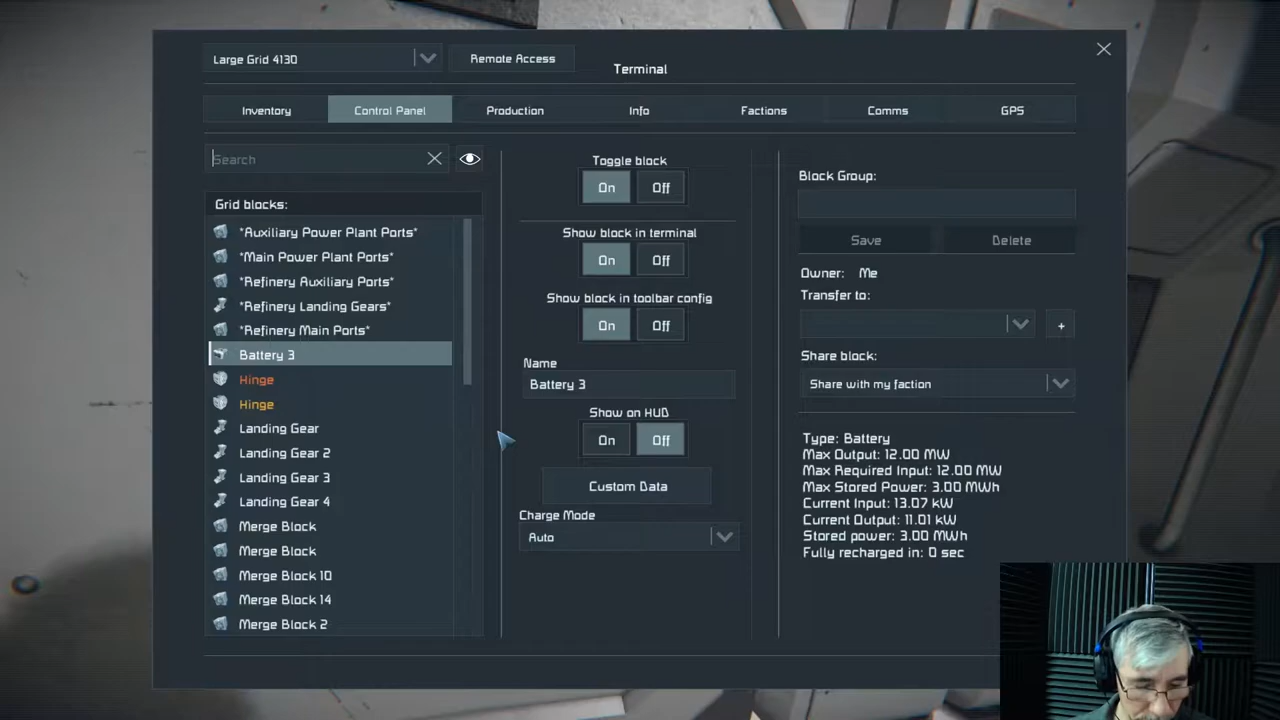 Large Grid 4130
Remote Access
Terminal
Inventory
Control Panel
Production
Info
Factions
Comms
GPS
Search
Grid blocks:
*Auxiliary Power Plant Ports*
*Main Power Plant Ports*
*Refinery Auxiliary Ports*
*Refinery Landing Gears*
*Refinery Main Ports*
Battery 3
Hinge
Hinge
Landing Gear
Landing Gear 2
Landing Gear 3
Landing Gear 4
Merge Block
Merge Block
Merge Block 10
Merge Block 14
Merge Block 2
Toggle block
On Off
Show block in terminal
On Off
Show block in toolbar config
On Off
Name
Battery 3
Show on HUD
On Off
Custom Data
Charge Mode
Auto
Block Group:
Save Delete
Owner: Me
Transfer to:
+
Share block:
Share with my faction
Type: Battery
Max Output: 12.00 MW
Max Required Input: 12.00 MW
Max Stored Power: 3.00 MWh
Current Input: 13.07 kW
Current Output: 11.01 kW
Stored power: 3.00 MWh
Fully recharged in: 0 sec